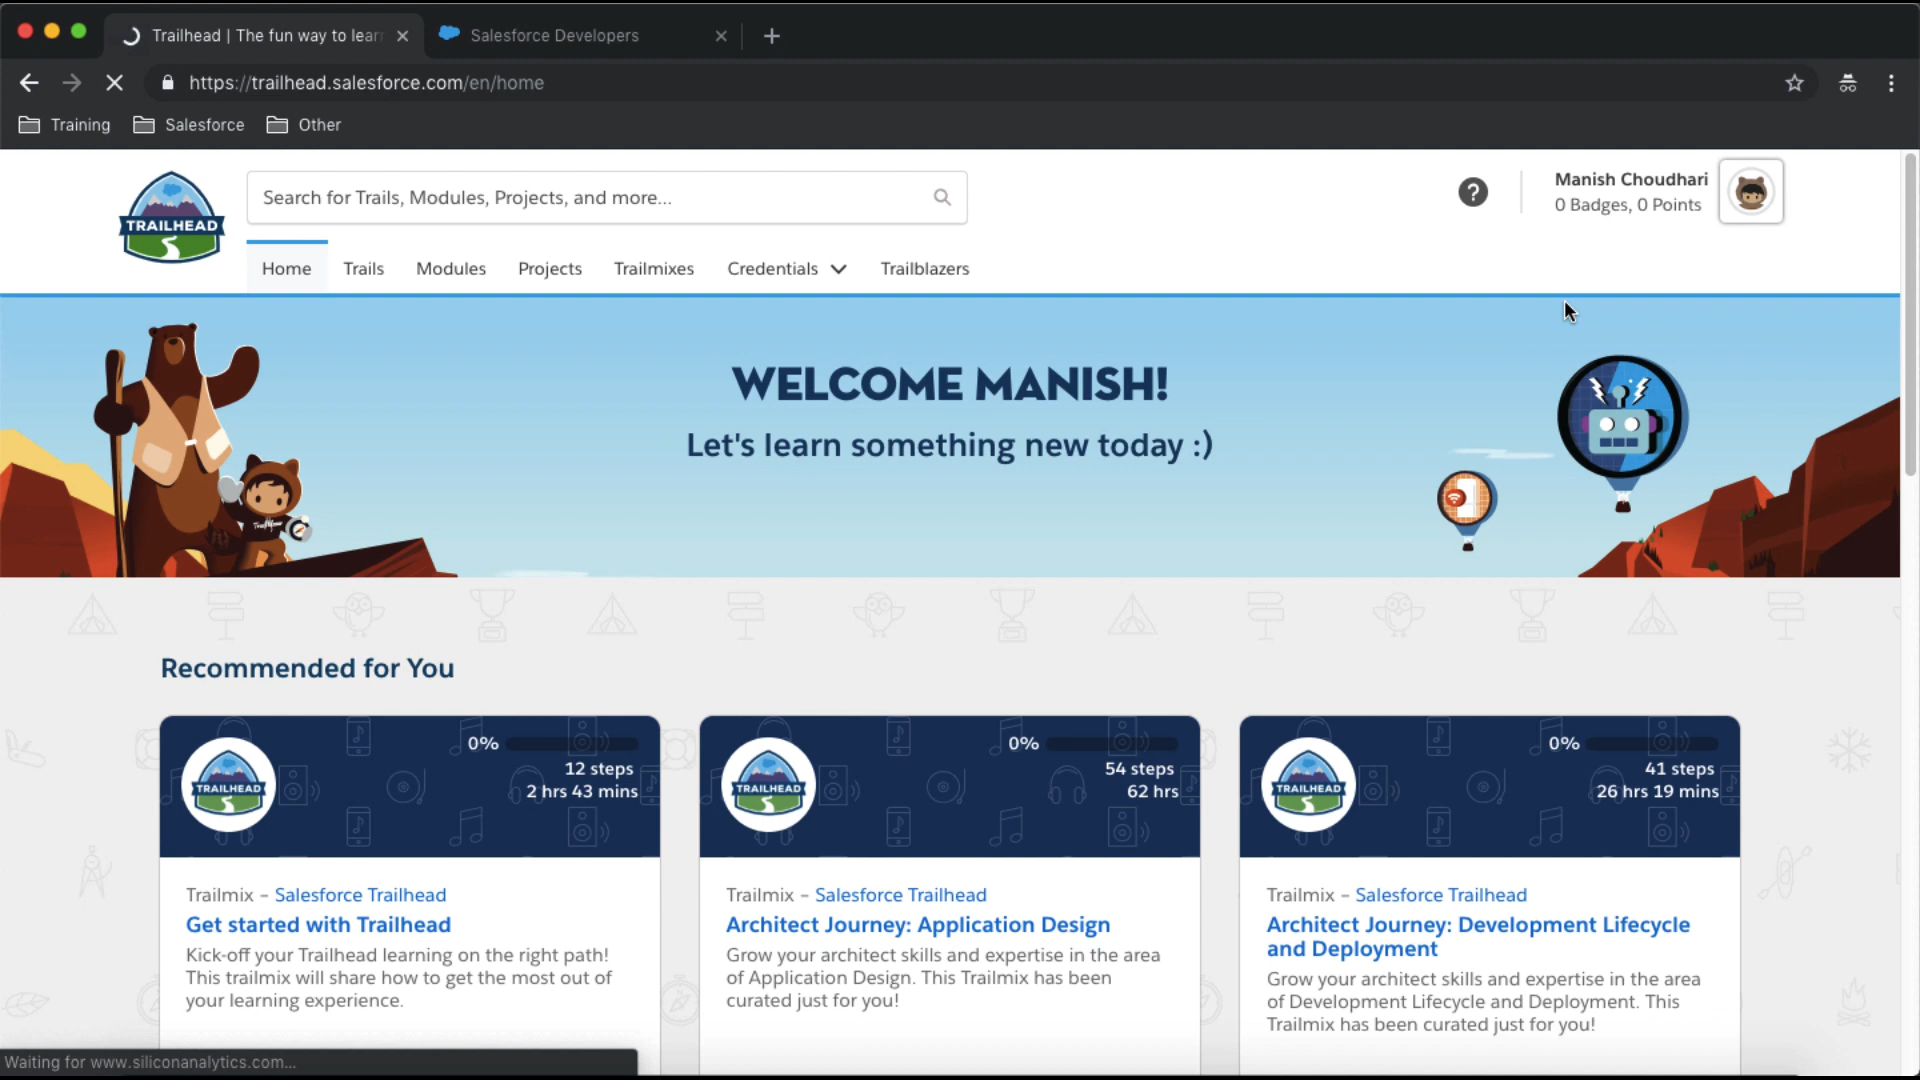 Trailhead | The fun way to lear
Salesforce Developers
https://trailhead.salesforce.com/en/home
Training
Salesforce
Other
TRAILHEAD
Search for Trails, Modules, Projects, and more...
?
Manish Choudhari
0 Badges, 0 Points
Home
Trails
Modules
Projects
Trailmixes
Credentials
Trailblazers
WELCOME MANISH!
Let's learn something new today :)
Recommended for You
TRAILHEAD
0%
12 steps
2 hrs 43 mins
Trailmix – Salesforce Trailhead
Get started with Trailhead
Kick-off your Trailhead learning on the right path!
This trailmix will share how to get the most out of
your learning experience.
TRAILHEAD
0%
54 steps
62 hrs
Trailmix – Salesforce Trailhead
Architect Journey: Application Design
Grow your architect skills and expertise in the area
of Application Design. This Trailmix has been
curated just for you!
TRAILHEAD
0%
41 steps
26 hrs 19 mins
Trailmix – Salesforce Trailhead
Architect Journey: Development Lifecycle
and Deployment
Grow your architect skills and expertise in the area
of Development Lifecycle and Deployment. This
Trailmix has been curated just for you!
Waiting for www.siliconanalytics.com...